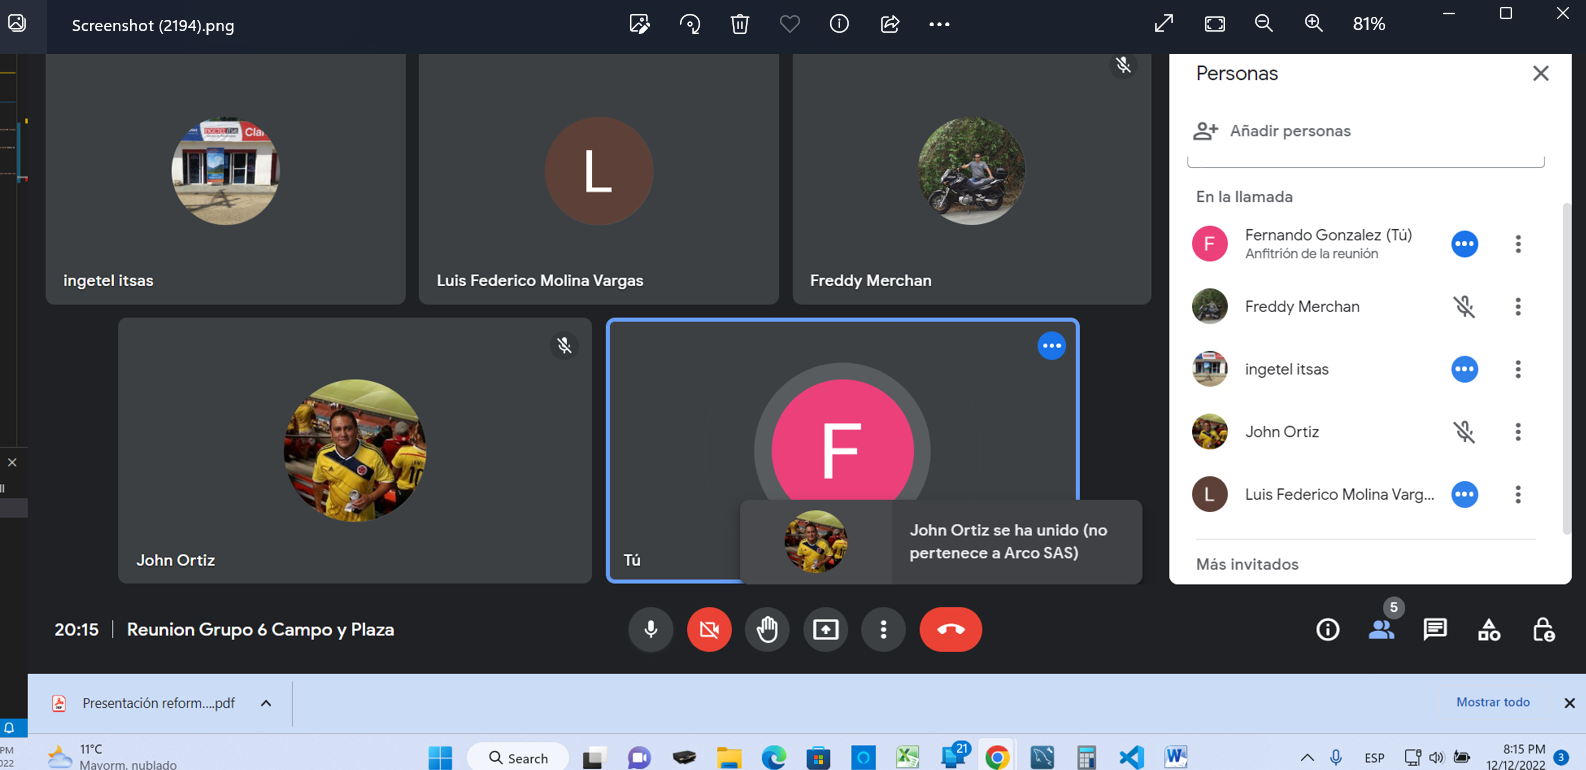 Screenshot (2194).png
81%
Personas
Añadir personas
En la llamada
F
Fernando Gonzalez (Tú)
Anfitrión de la reunión
Freddy Merchan
ingetel itsas
John Ortiz
L
Luis Federico Molina Varg...
Más invitados
Cla
ingetel itsas
L
Luis Federico Molina Vargas
Freddy Merchan
John Ortiz
F
Tú
John Ortiz se ha unido (no
pertenece a Arco SAS)
20:15
Reunion Grupo 6 Campo y Plaza
5
Presentación reform....pdf
Mostrar todo
PM
022
11°C
Mayorm. nublado
Search
21
ESP
8:15 PM
12/12/2022
3